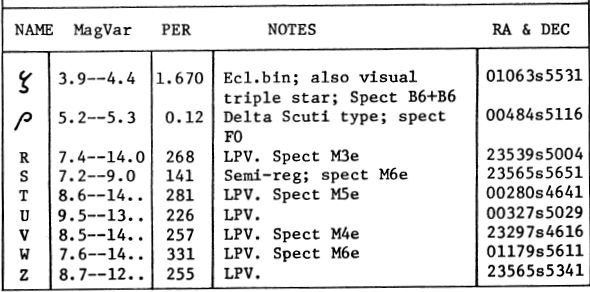 NAME MagVar PER NOTES RA & DEC
ζ 3.9--4.4 1.670 Ecl.bin; also visual 01063s5531
triple star; Spect B6+B6
ρ 5.2--5.3 0.12 Delta Scuti type; spect 00484s5116
F0
R 7.4--14.0 268 LPV. Spect M3e 23539s5004
S 7.2--9.0 141 Semi-reg; spect M6e 23565s5651
T 8.6--14.. 281 LPV. Spect M5e 00280s4641
U 9.5--13.. 226 LPV. 00327s5029
V 8.5--14.. 257 LPV. Spect M4e 23297s4616
W 7.6--14.. 331 LPV. Spect M6e 01179s5611
Z 8.7--12.. 255 LPV. 23565s5341